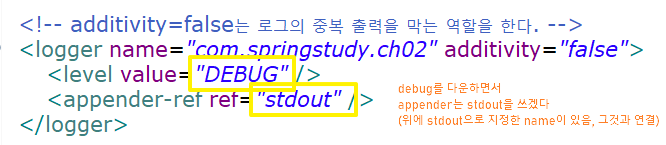 <!-- additivity=false는 로그의 중복 출력을 막는 역할을 한다. -->
<logger name="com.springstudy.ch02" additivity="false">
<level value="DEBUG" />
<appender-ref ref="stdout" />
</logger>
debug를 다운하면서
appender는 stdout을 쓰겠다
(위에 stdout으로 지정한 name이 있음, 그것과 연결)